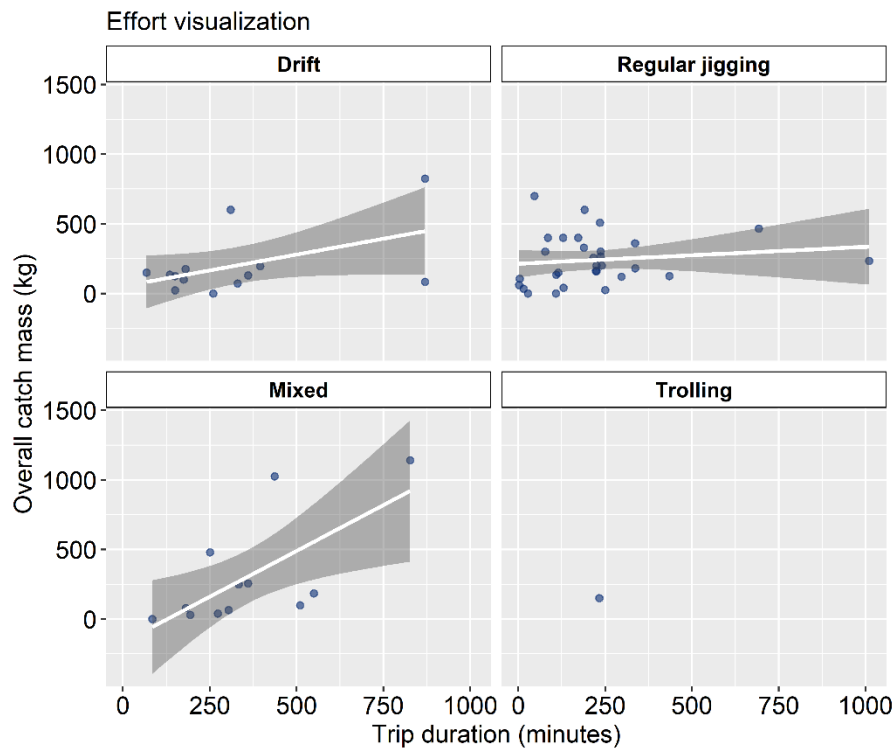 Effort visualization
Drift
Regular jigging
1500
1000
500
0
Mixed
Trolling
1500
1000
500
0
Overall catch mass (kg)
0 250 500 750 1000 0 250 500 750 1000
Trip duration (minutes)